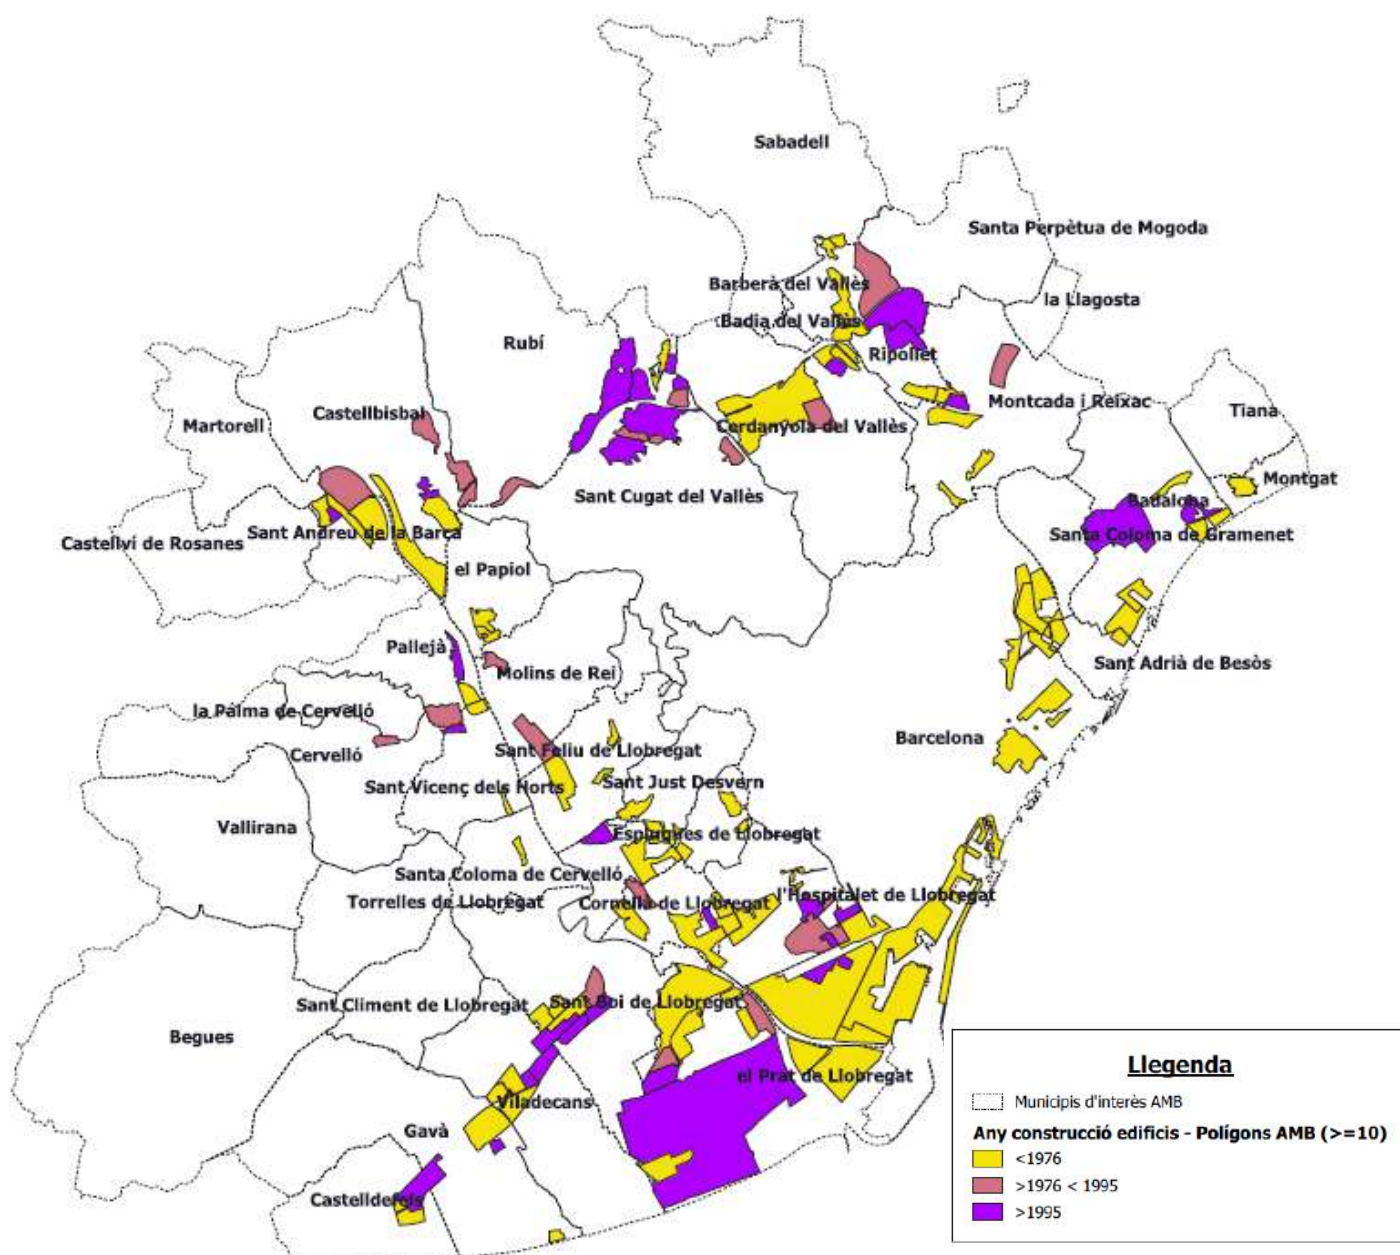 Sabadell
Santa Perpètua de Mogoda
Barberà del Vallès
la Llagosta
Badia del Vallès
Rubí
Ripollet
Montcada i Reixac
Castellbisbal
Martorell
Tiana
Cerdanyola del Vallès
Montgat
Sant Cugat del Vallès
Badalona
Sant Andreu de la Barca
Santa Coloma de Gramenet
Castellví de Rosanes
el Papiol
Pallejà
Sant Adrià de Besòs
Molins de Rei
la Palma de Cervelló
Barcelona
Sant Feliu de Llobregat
Cervelló
Sant Just Desvern
Sant Vicenç dels Horts
Vallirana
Esplugues de Llobregat
Santa Coloma de Cervelló
l'Hospitalet de Llobregat
Torrelles de Llobregat
Cornellà de Llobregat
Sant Climent de Llobregat
Sant Boi de Llobregat
Begues
el Prat de Llobregat
Viladecans
Gavà
Castelldefels
Llegenda
Municipis d'interès AMB
Any construcció edificis - Polígons AMB (>=10)
<1976
>1976 < 1995
>1995